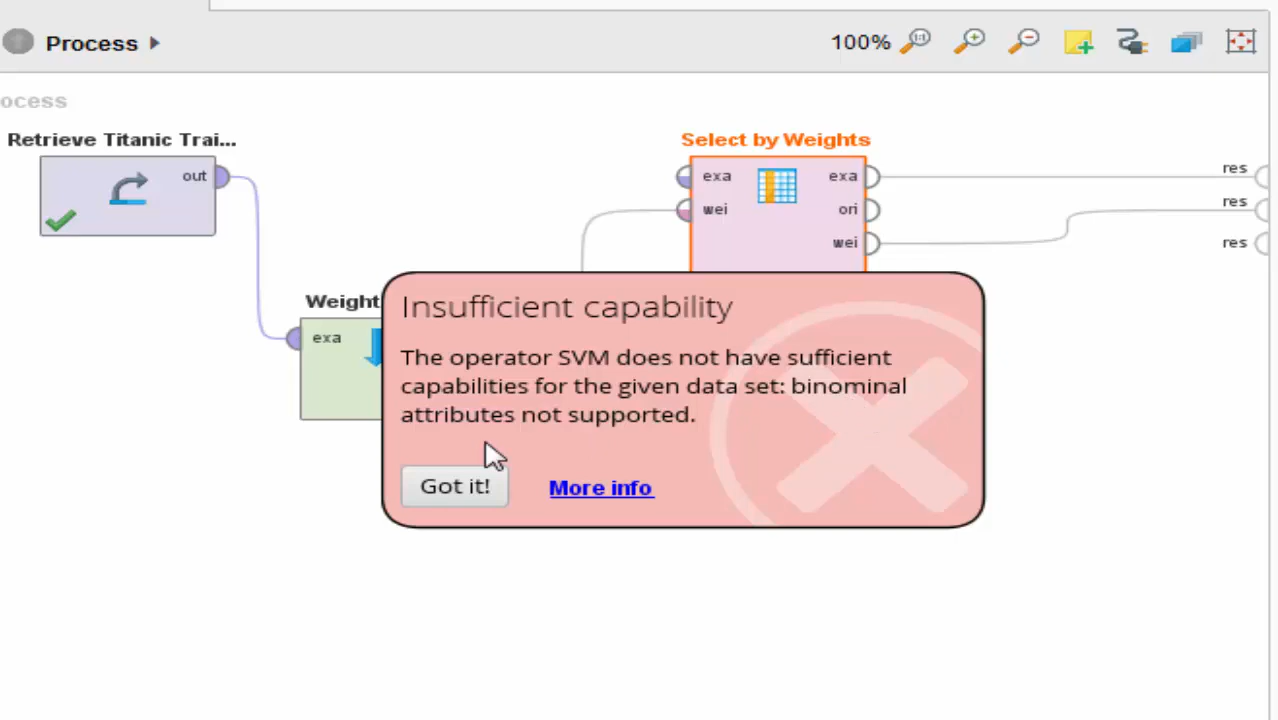 Process
100%
ocess
Retrieve Titanic Trai...
out
Select by Weights
exa
exa
wei
ori
wei
res
res
res
Weight
exa
Insufficient capability
The operator SVM does not have sufficient
capabilities for the given data set: binominal
attributes not supported.
Got it!
More info